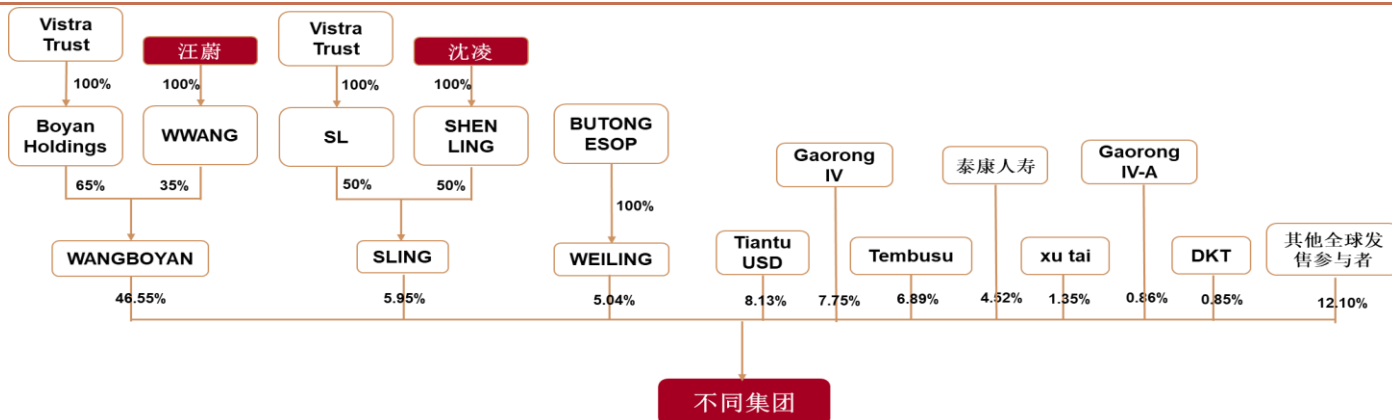 Vistra
Trust
汪蔚
Vistra
Trust
沈凌
100%
100%
100%
100%
Boyan
Holdings
WWANG
SL
SHEN
LING
BUTONG
ESOP
Gaorong
IV
泰康人寿
Gaorong
IV-A
65%
35%
50%
50%
100%
WANGBOYAN
SLING
WEILING
Tiantu
USD
Tembusu
xu tai
DKT
其他全球发
售参与者
46.55%
5.95%
5.04%
8.13%
7.75%
6.89%
4.52%
1.35%
0.86%
0.85%
12.10%
不同集团